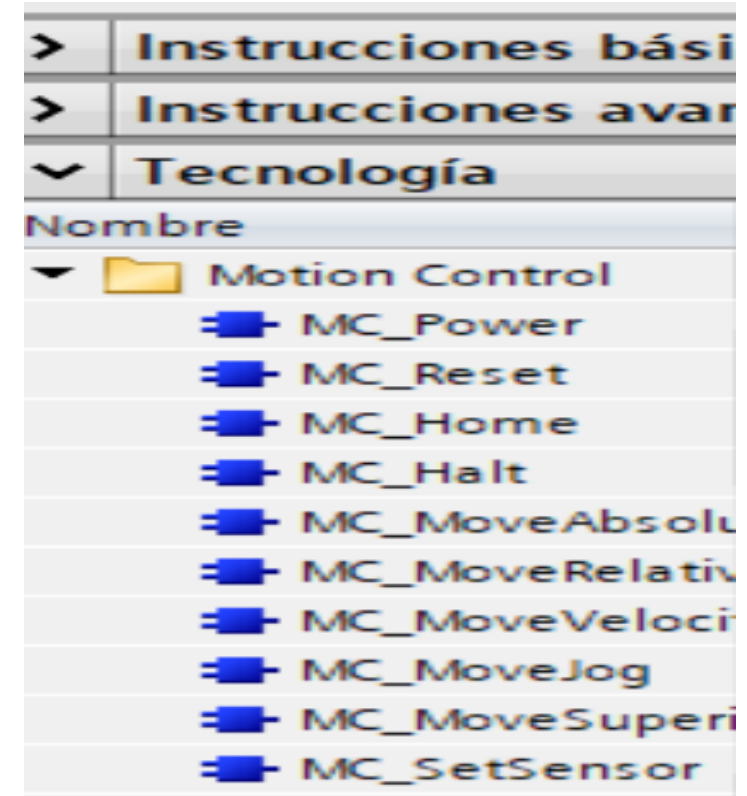 Instrucciones bási
Instrucciones avan
Tecnología
Nombre
Motion Control
MC_Power
MC_Reset
MC_Home
MC_Halt
MC_MoveAbsolu
MC_MoveRelativ
MC_MoveVelocit
MC_MoveJog
MC_MoveSuperi
MC_SetSensor